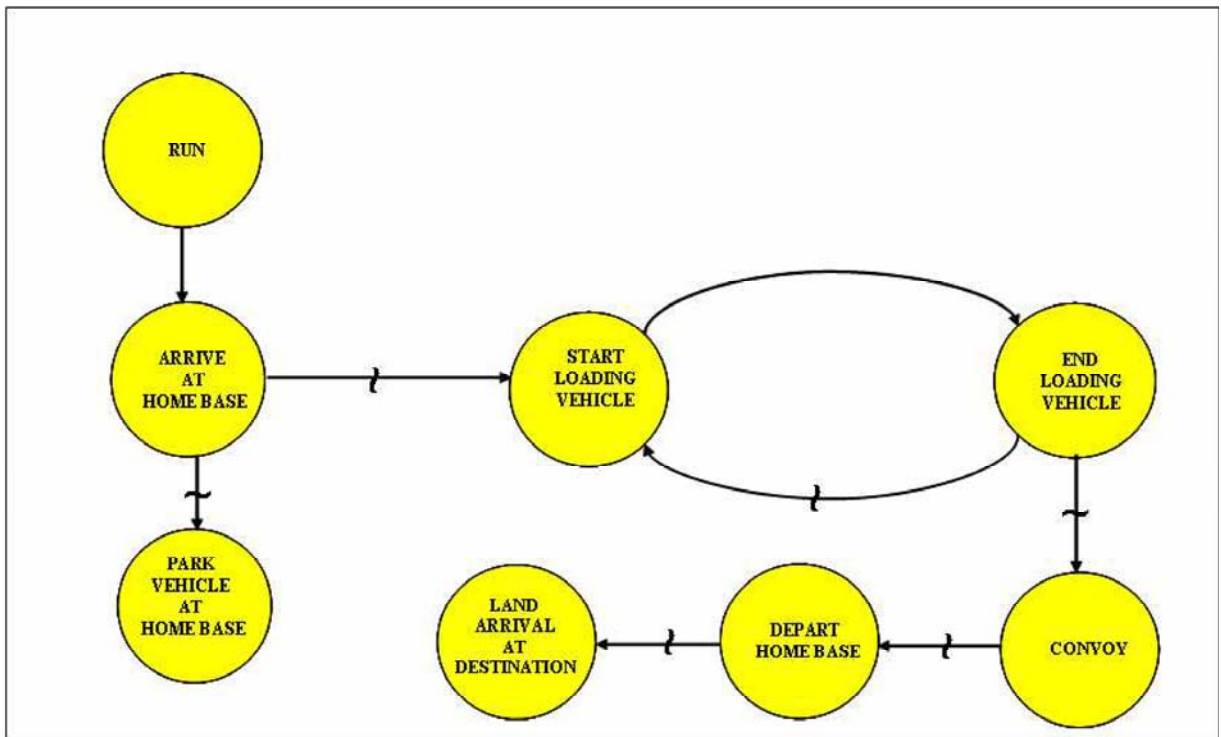 RUN
ARRIVE
AT
HOME BASE
START
LOADING
VEHICLE
END
LOADING
VEHICLE
PARK
VEHICLE
AT
HOME BASE
LAND
ARRIVAL
AT
DESTINATION
DEPART
HOME BASE
CONVOY